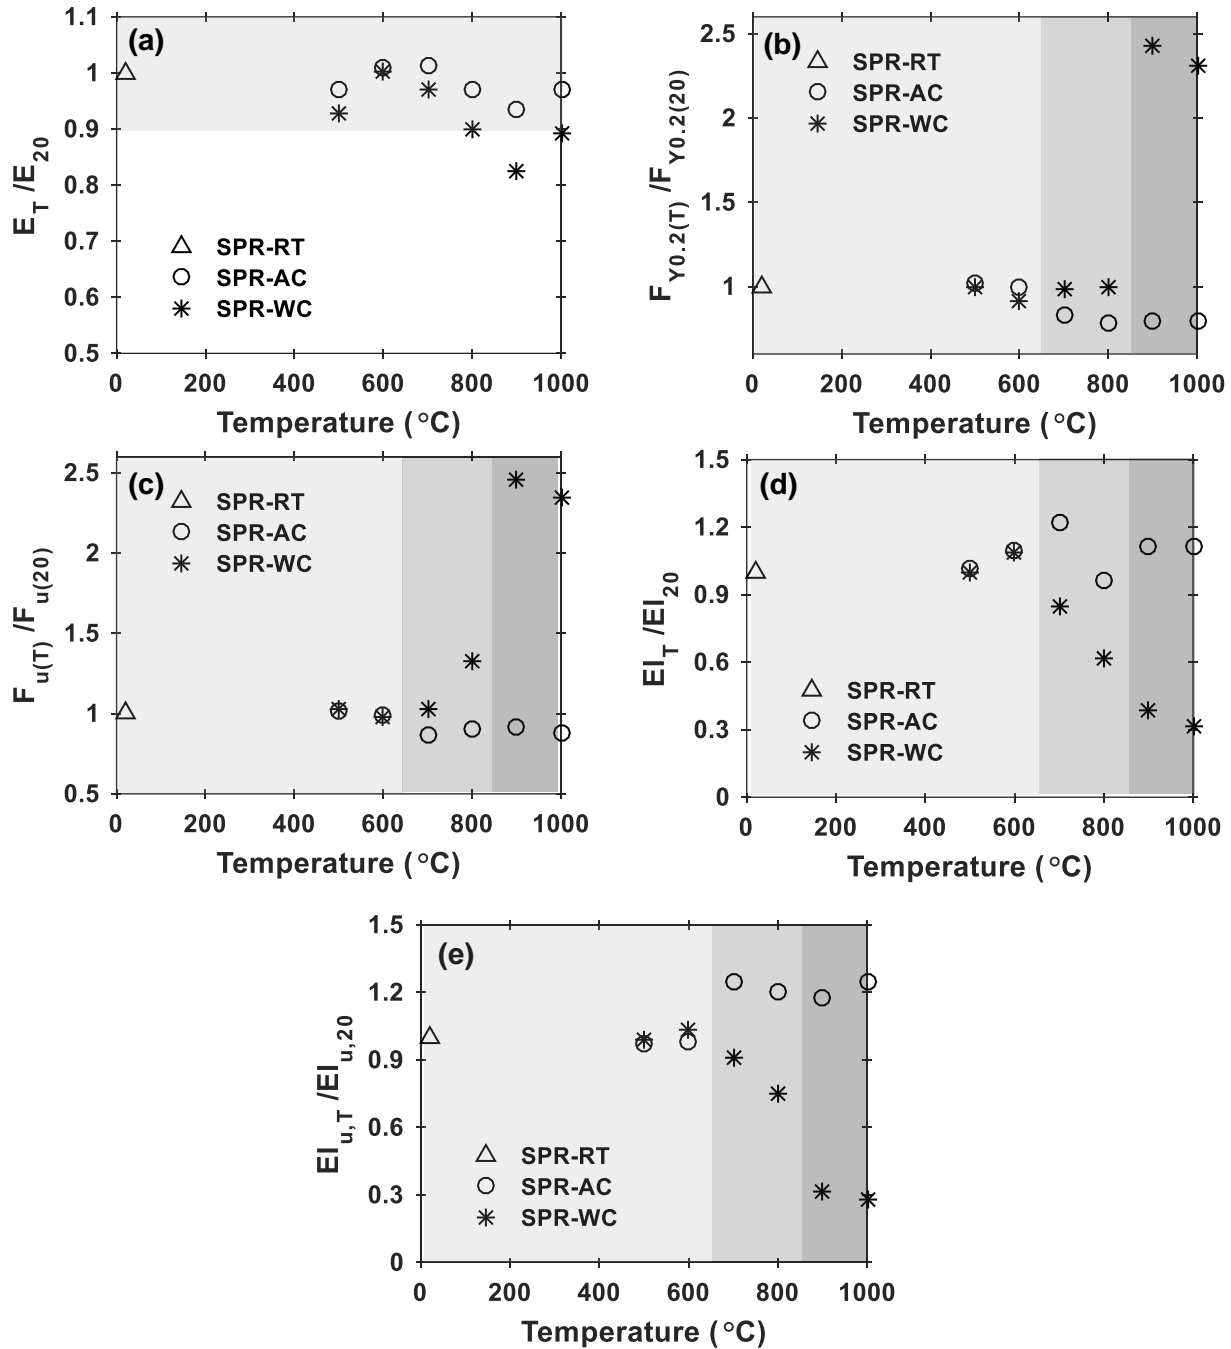 (a)
1.1
1
0.9
0.8
0.7
0.6
0.5
E_T /E_20
SPR-RT
SPR-AC
SPR-WC
0 200 400 600 800 1000
Temperature (°C)
(b)
2.5
2
1.5
1
F_Y0.2(T) /F_Y0.2(20)
SPR-RT
SPR-AC
SPR-WC
0 200 400 600 800 1000
Temperature (°C)
(c)
2.5
2
1.5
1
0.5
F_u(T) /F_u(20)
SPR-RT
SPR-AC
SPR-WC
0 200 400 600 800 1000
Temperature (°C)
(d)
1.5
1.2
0.9
0.6
0.3
0
El_T /El_20
SPR-RT
SPR-AC
SPR-WC
0 200 400 600 800 1000
Temperature (°C)
(e)
1.5
1.2
0.9
0.6
0.3
0
El_u,T /El_u,20
SPR-RT
SPR-AC
SPR-WC
0 200 400 600 800 1000
Temperature (°C)